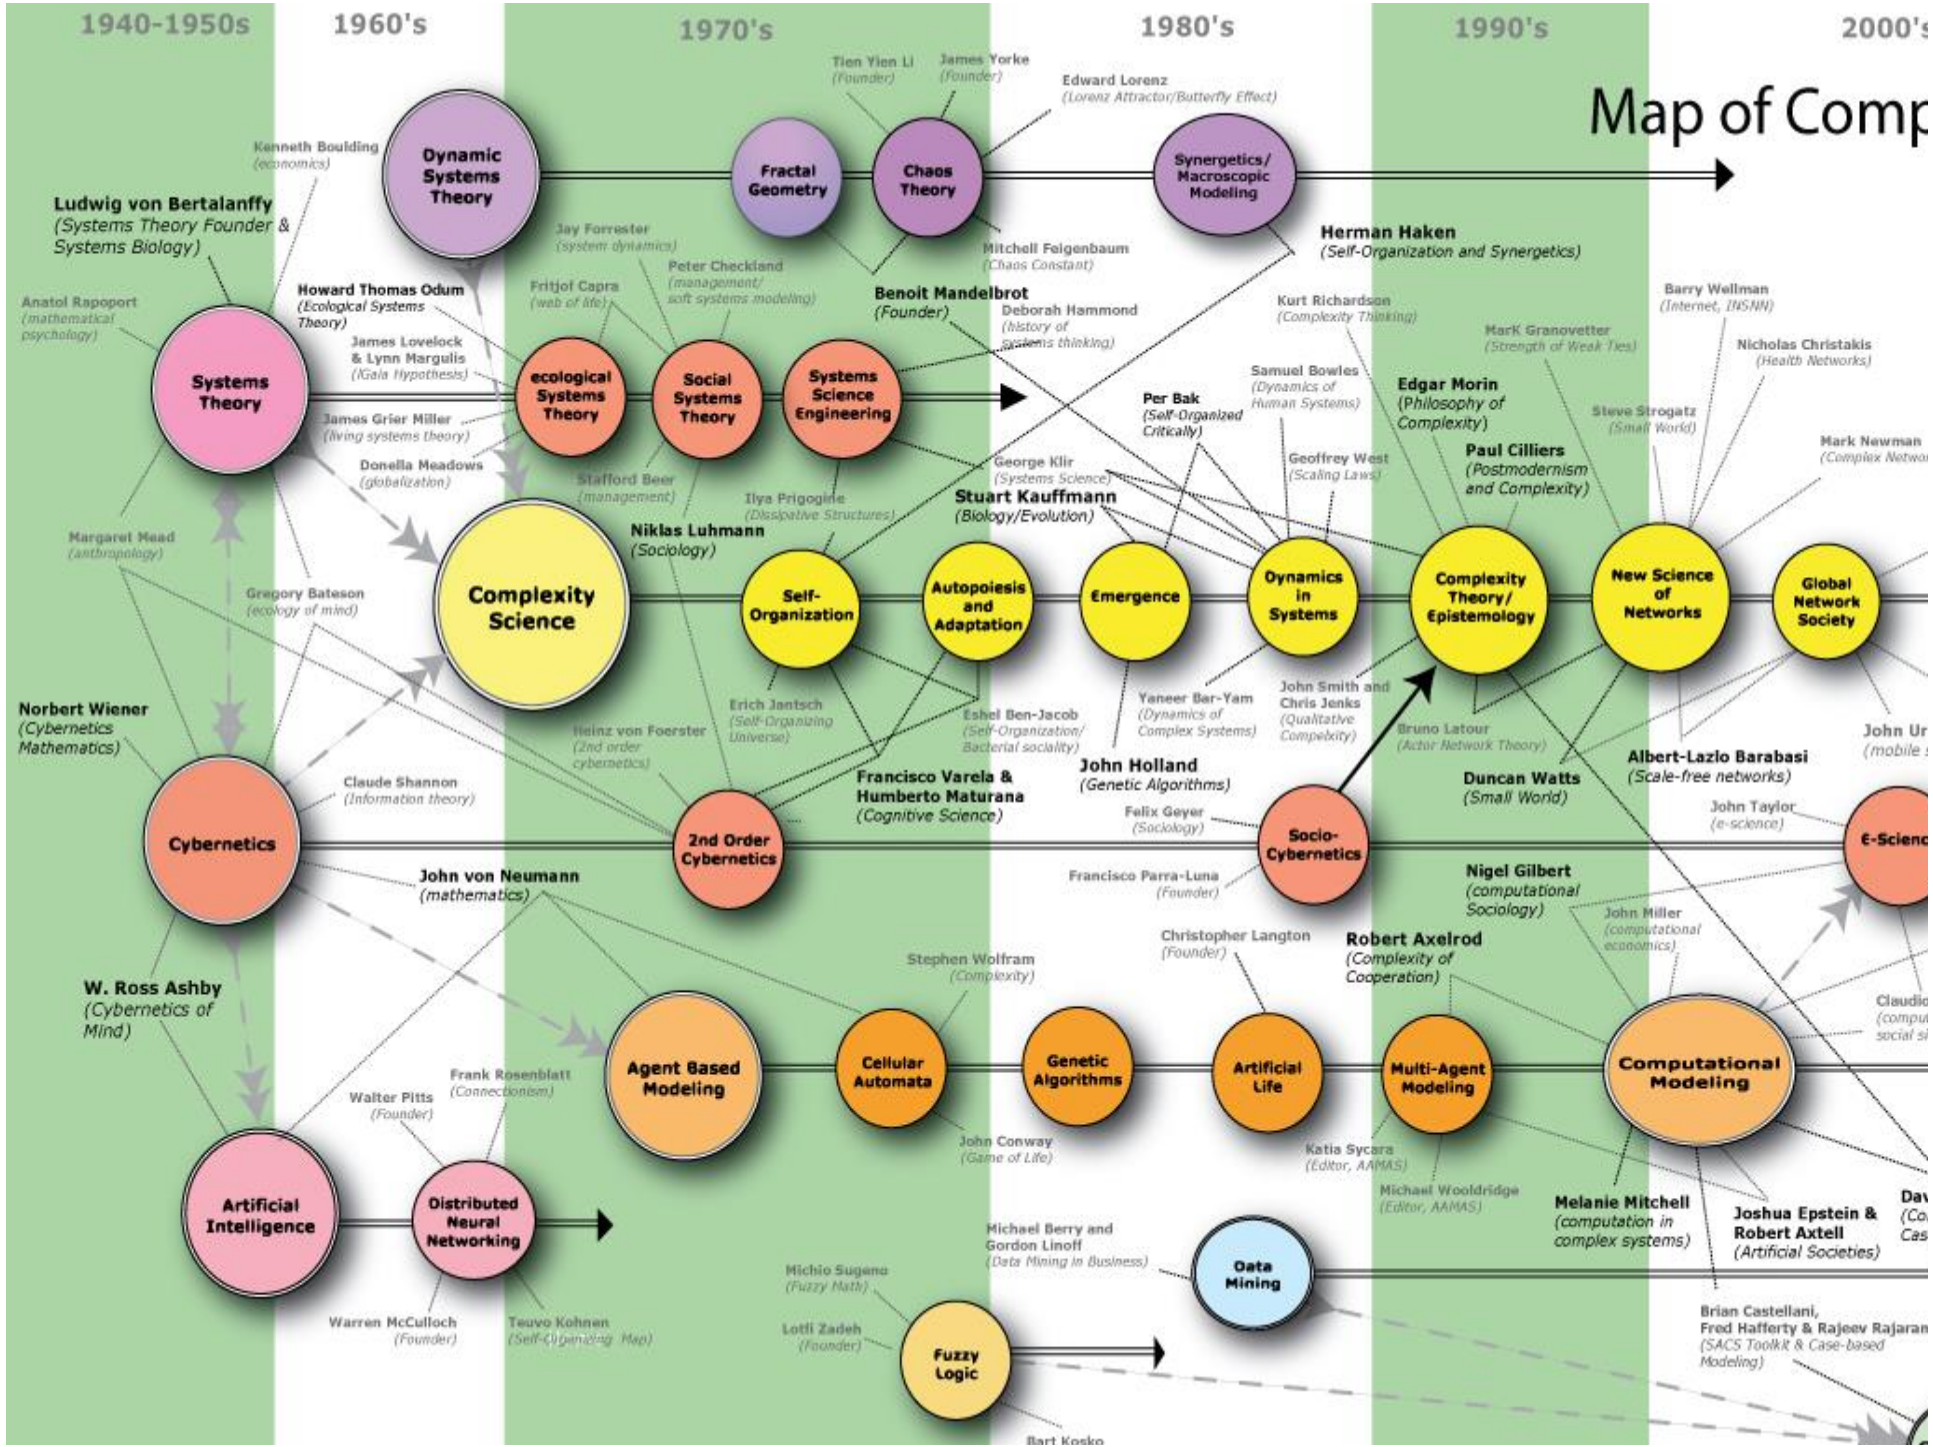 1940-1950s
1960's
1970's
1980's
1990's
2000's
Map of Comp
Tien Yien Li
(Founder)
James Yorke
(Founder)
Edward Lorenz
(Lorenz Attractor/Butterfly Effect)
Kenneth Boulding
(economics)
Dynamic
Systems
Theory
Fractal
Geometry
Chaos
Theory
Synergetics/
Macroscopic
Modeling
Ludwig von Bertalanffy
(Systems Theory Founder &
Systems Biology)
Jay Forrester
(system dynamics)
Mitchell Feigenbaum
(Chaos Constant)
Herman Haken
(Self-Organization and Synergetics)
Peter Checkland
(management/
soft systems modeling)
Fritjof Capra
(web of life)
Howard Thomas Odum
(Ecological Systems
Theory)
Anatol Rapoport
(mathematical
psychology)
Benoit Mandelbrot
(Founder)
Deborah Hammond
(history of
systems thinking)
Kurt Richardson
(Complexity Thinking)
Barry Wellman
(Internet, INSNN)
MarK Granovetter
(Strength of Weak Ties)
Nicholas Christakis
(Health Networks)
James Lovelock
& Lynn Margulis
(lGaia Hypothesis)
Systems
Theory
ecological
Systems
Theory
Social
Systems
Theory
Systems
Science
Engineering
Per Bak
(Self-Organized
Critically)
Samuel Bowles
(Dynamics of
Human Systems)
Edgar Morin
(Philosophy of
Complexity)
Steve Strogatz
(Small World)
James Grier Miller
(living systems theory)
Donella Meadows
(globalization)
Stafford Beer
(management)
Ilya Prigogine
(Dissipative Structures)
George Klir
(Systems Science)
Geoffrey West
(Scaling Laws)
Paul Cilliers
(Postmodernism
and Complexity)
Mark Newman
(Complex Networ
Stuart Kauffmann
(Biology/Evolution)
Niklas Luhmann
(Sociology)
Margaret Mead
(anthropology)
Gregory Bateson
(ecology of mind)
Complexity
Science
Self-
Organization
Autopoiesis
and
Adaptation
Emergence
Dynamics
in
Systems
Complexity
Theory/
Epistemology
New Science
of
Networks
Global
Network
Society
Norbert Wiener
(Cybernetics
Mathematics)
Heinz von Foerster
(2nd order
cybernetics)
Erich Jantsch
(Self-Organizing
Universe)
Eshel Ben-Jacob
(Self-Organization/
Bacterial sociality)
Yaneer Bar-Yam
(Dynamics of
Complex Systems)
John Smith and
Chris Jenks
(Qualitative
Compelxity)
Bruno Latour
(Actor Network Theory)
John Ur
(mobile s
Claude Shannon
(Information theory)
Francisco Varela &
Humberto Maturana
(Cognitive Science)
John Holland
(Genetic Algorithms)
Duncan Watts
(Small World)
Albert-Lazlo Barabasi
(Scale-free networks)
Felix Geyer
(Sociology)
John Taylor
(e-science)
Cybernetics
2nd Order
Cybernetics
Socio-
Cybernetics
E-Scienc
John von Neumann
(mathematics)
Francisco Parra-Luna
(Founder)
Nigel Gilbert
(computational
Sociology)
John Miller
(computational
economics)
Christopher Langton
(Founder)
Robert Axelrod
(Complexity of
Cooperation)
Stephen Wolfram
(Complexity)
W. Ross Ashby
(Cybernetics of
Mind)
Claudio
(compu
social si
Agent Based
Modeling
Cellular
Automata
Genetic
Algorithms
Artificial
Life
Multi-Agent
Modeling
Computational
Modeling
Frank Rosenblatt
(Connectionism)
Walter Pitts
(Founder)
John Conway
(Game of Life)
Katia Sycara
(Editor, AAMAS)
Michael Wooldridge
(Editor, AAMAS)
Melanie Mitchell
(computation in
complex systems)
Joshua Epstein &
Robert Axtell
(Artificial Societies)
Dav
(Co
Cas
Artificial
Intelligence
Distributed
Neural
Networking
Michael Berry and
Gordon Linoff
(Data Mining in Business)
Data
Mining
Michio Sugeno
(Fuzzy Math)
Lotfi Zadeh
(Founder)
Fuzzy
Logic
Warren McCulloch
(Founder)
Teuvo Kohnen
(Self-Organizing Map)
Brian Castellani,
Fred Hafferty & Rajeev Rajaram
(SACS Toolkit & Case-based
Modeling)
Bart Kosko